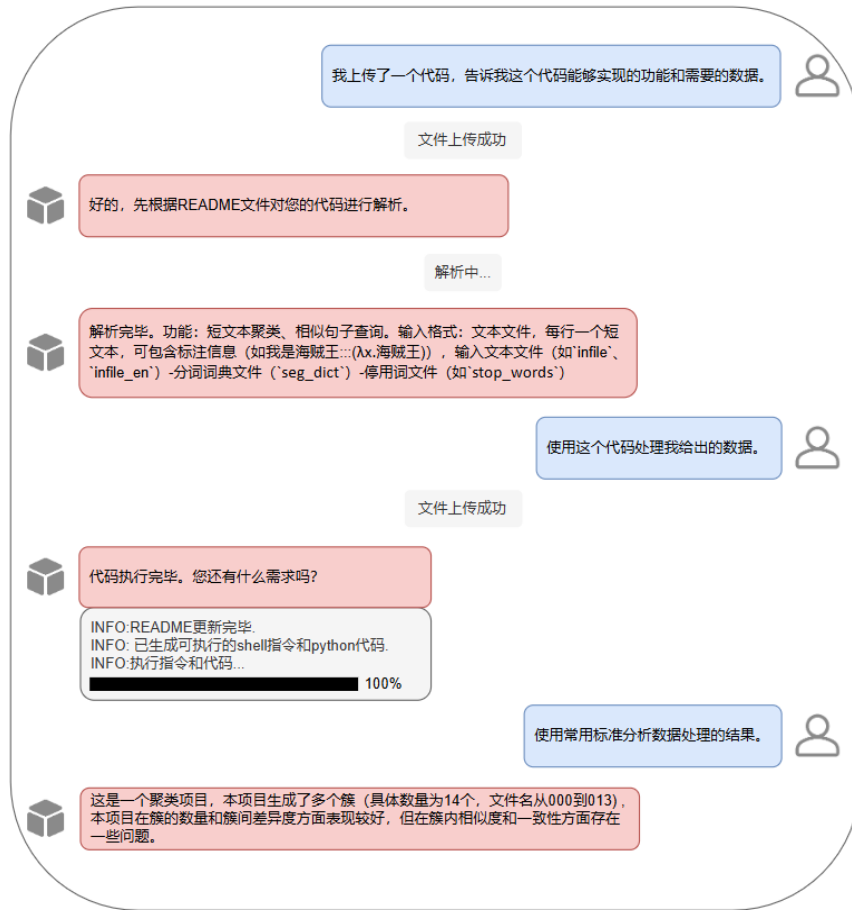 我上传了一个代码，告诉我这个代码能够实现的功能和需要的数据。
文件上传成功
好的，先根据README文件对您的代码进行解析。
解析中...
解析完毕。功能：短文本聚类、相似句子查询。输入格式：文本文件，每行一个短
文本，可包含标注信息（如我是海贼王:::(λx.海贼王)），输入文本文件（如`infile`、
`infile_en`）-分词词典文件（`seg_dict`）-停用词文件（如`stop_words`）
使用这个代码处理我给出的数据。
文件上传成功
代码执行完毕。您还有什么需求吗？
INFO:README更新完毕.
INFO: 已生成可执行的shell指令和python代码.
INFO:执行指令和代码...
100%
使用常用标准分析数据处理的结果。
这是一个聚类项目，本项目生成了多个簇（具体数量为14个，文件名从000到013），
本项目在簇的数量和簇间差异度方面表现较好，但在簇内相似度和一致性方面存在
一些问题。